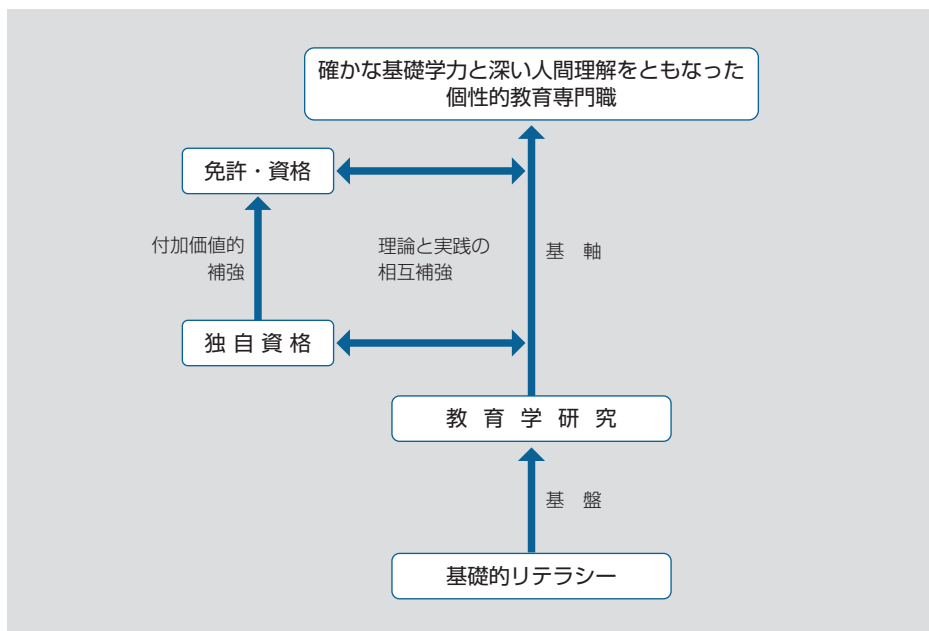 確かな基礎学力と深い人間理解をともなった
個性的教育専門職
免許・資格
付加価値的
補強
理論と実践の
相互補強
基　軸
独 自 資 格
教 育 学 研 究
基　盤
基礎的リテラシー